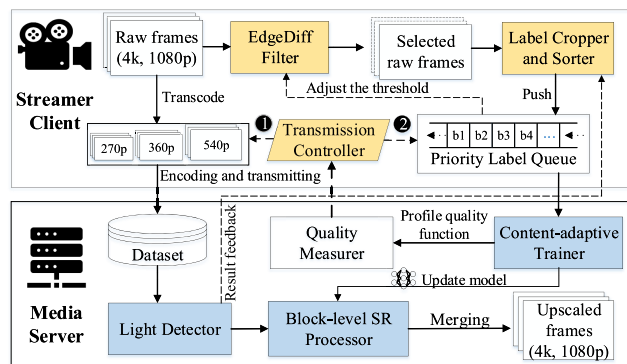 Raw frames
(4k, 1080p)
EdgeDiff
Filter
Selected
raw frames
Label Cropper
and Sorter
Streamer
Client
Transcode
Adjust the threshold
Push
270p
360p
540p
❶
Transmission
Controller
❷
b1
b2
b3
b4
...
Priority Label Queue
Encoding and transmitting
Dataset
Result feedback
Quality
Measurer
Profile quality
function
Content-adaptive
Trainer
Update model
Media
Server
Light Detector
Block-level SR
Processor
Merging
Upscaled
frames
(4k, 1080p)